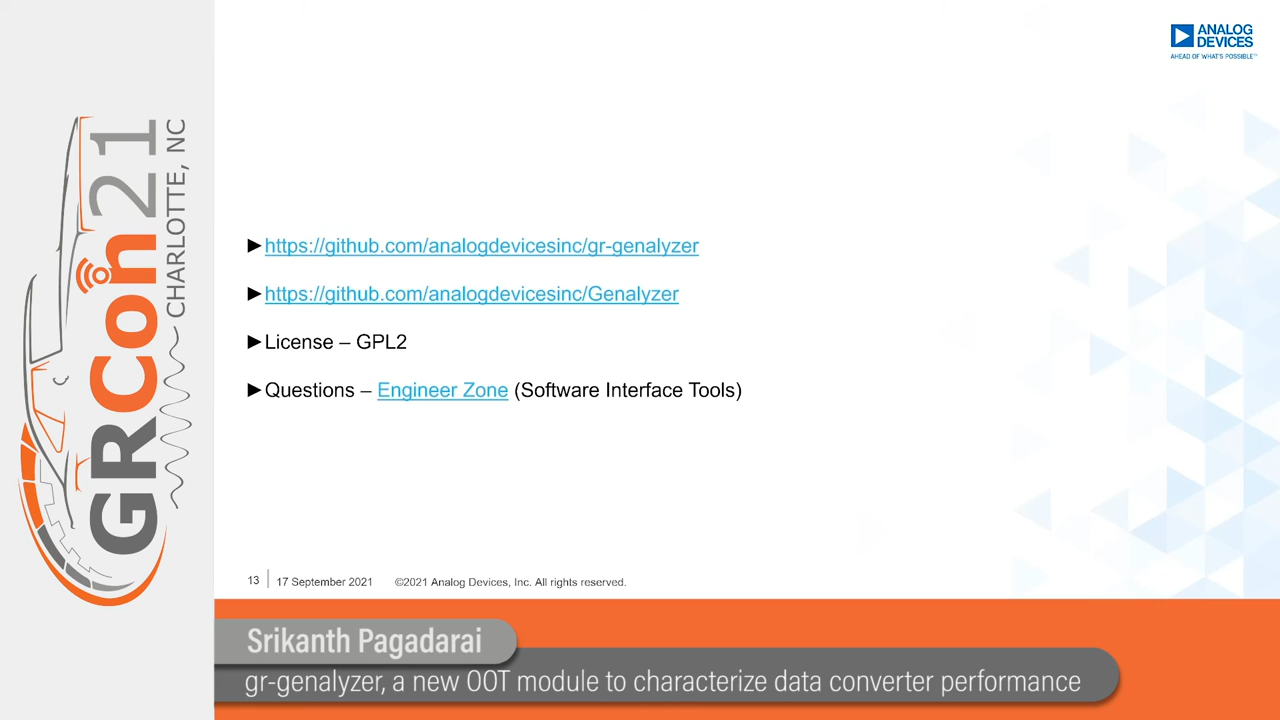 GRCon21
CHARLOTTE, NC
ANALOG
DEVICES
AHEAD OF WHAT'S POSSIBLE™
►https://github.com/analogdevicesinc/gr-genalyzer
►https://github.com/analogdevicesinc/Genalyzer
►License – GPL2
►Questions – Engineer Zone (Software Interface Tools)
13 17 September 2021 ©2021 Analog Devices, Inc. All rights reserved.
Srikanth Pagadarai
gr-genalyzer, a new OOT module to characterize data converter performance